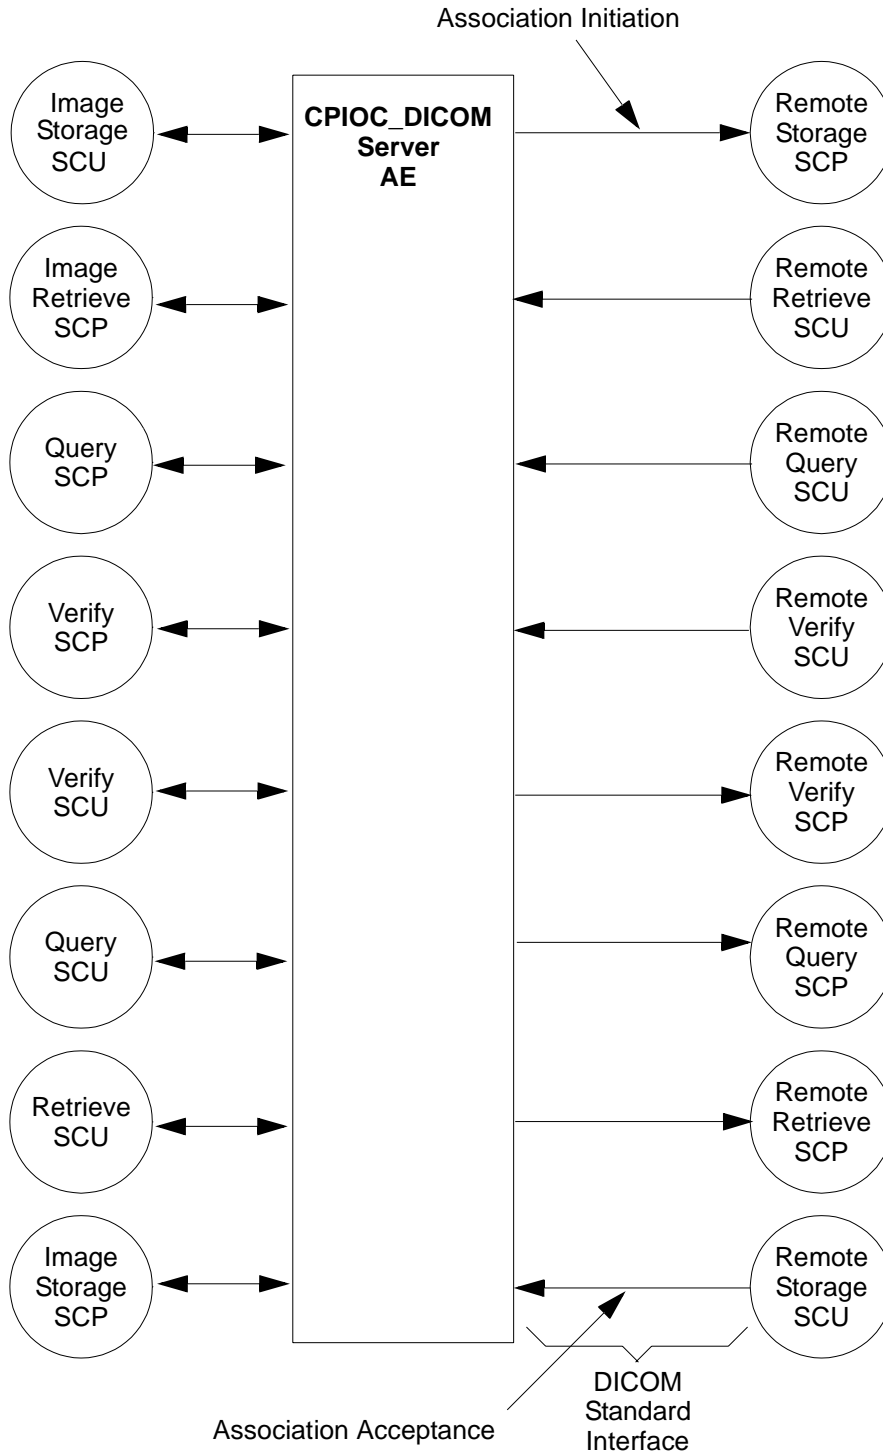 Association Initiation
Image
Storage
SCU
CPIOC_DICOM
Server
AE
Remote
Storage
SCP
Image
Retrieve
SCP
Remote
Retrieve
SCU
Query
SCP
Remote
Query
SCU
Verify
SCP
Remote
Verify
SCU
Verify
SCU
Remote
Verify
SCP
Query
SCU
Remote
Query
SCP
Retrieve
SCU
Remote
Retrieve
SCP
Image
Storage
SCP
Remote
Storage
SCU
DICOM
Standard
Interface
Association Acceptance